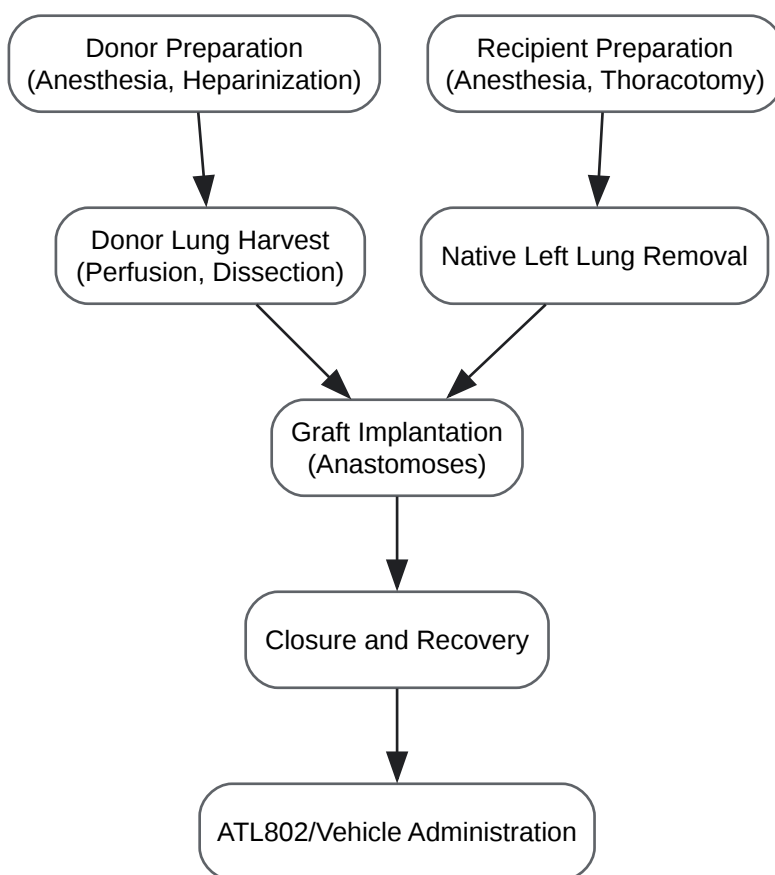 Donor Preparation
(Anesthesia, Heparinization)
Recipient Preparation
(Anesthesia, Thoracotomy)
Donor Lung Harvest
(Perfusion, Dissection)
Native Left Lung Removal
Graft Implantation
(Anastomoses)
Closure and Recovery
ATL802/Vehicle Administration